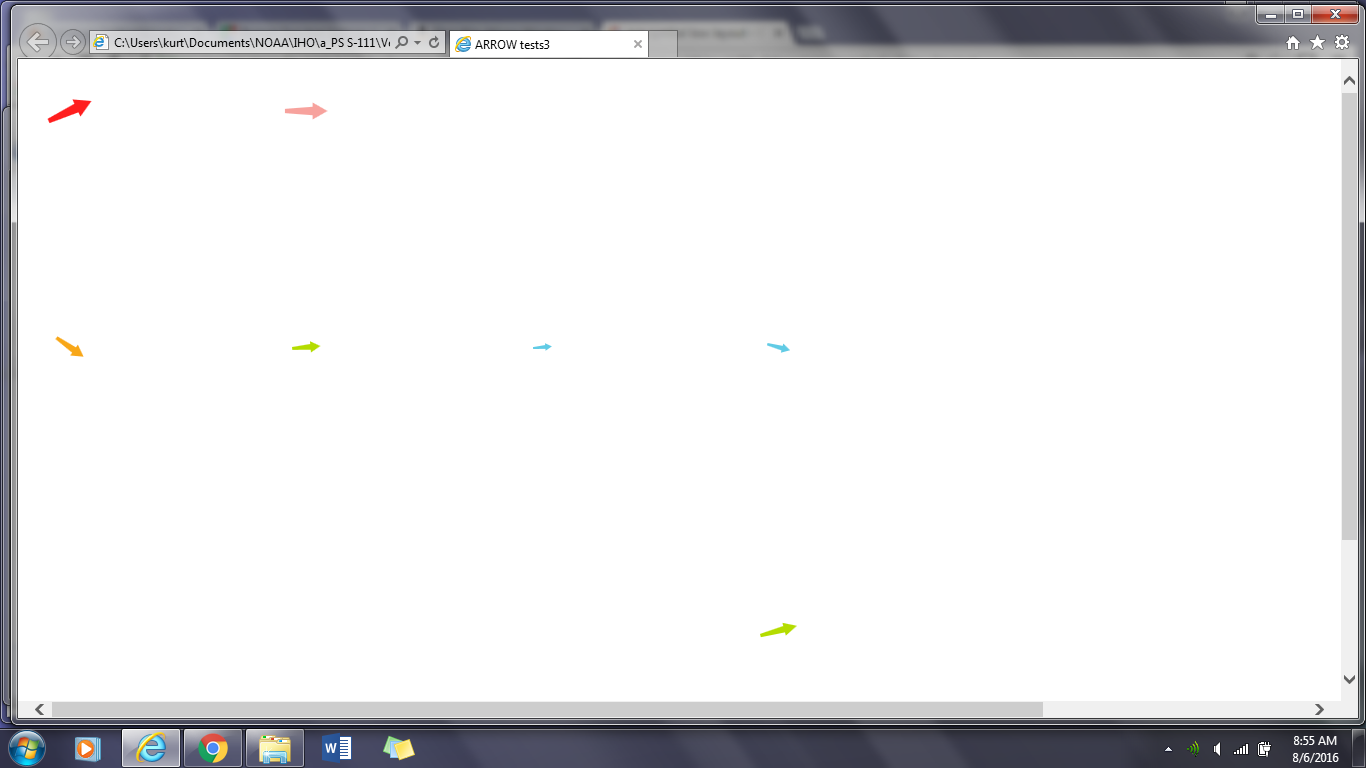 C:\Users\kurt\Documents\NOAA\IHO\a_PS S-111\V
ARROW tests3
W
8:55 AM
8/6/2016